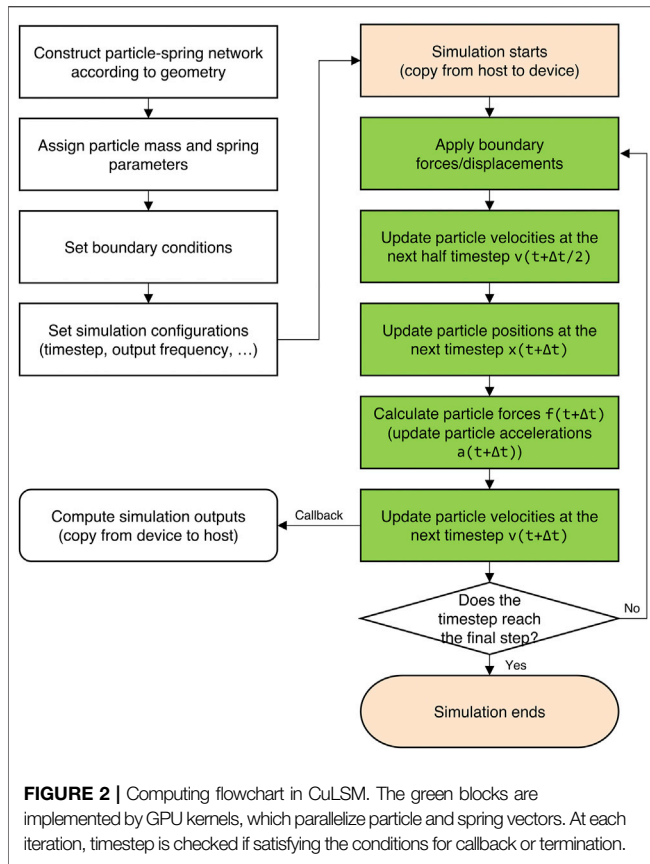 Construct particle-spring network
according to geometry
Assign particle mass and spring
parameters
Set boundary conditions
Set simulation configurations
(timestep, output frequency, …)
Simulation starts
(copy from host to device)
Apply boundary
forces/displacements
Update particle velocities at the
next half timestep v(t+Δt/2)
Update particle positions at the
next timestep x(t+Δt)
Calculate particle forces f(t+Δt)
(update particle accelerations
a(t+Δt))
Update particle velocities at the
next timestep v(t+Δt)
Callback
Compute simulation outputs
(copy from device to host)
Does the
timestep reach
the final step?
No
Yes
Simulation ends
FIGURE 2 | Computing flowchart in CuLSM. The green blocks are
implemented by GPU kernels, which parallelize particle and spring vectors. At each
iteration, timestep is checked if satisfying the conditions for callback or termination.